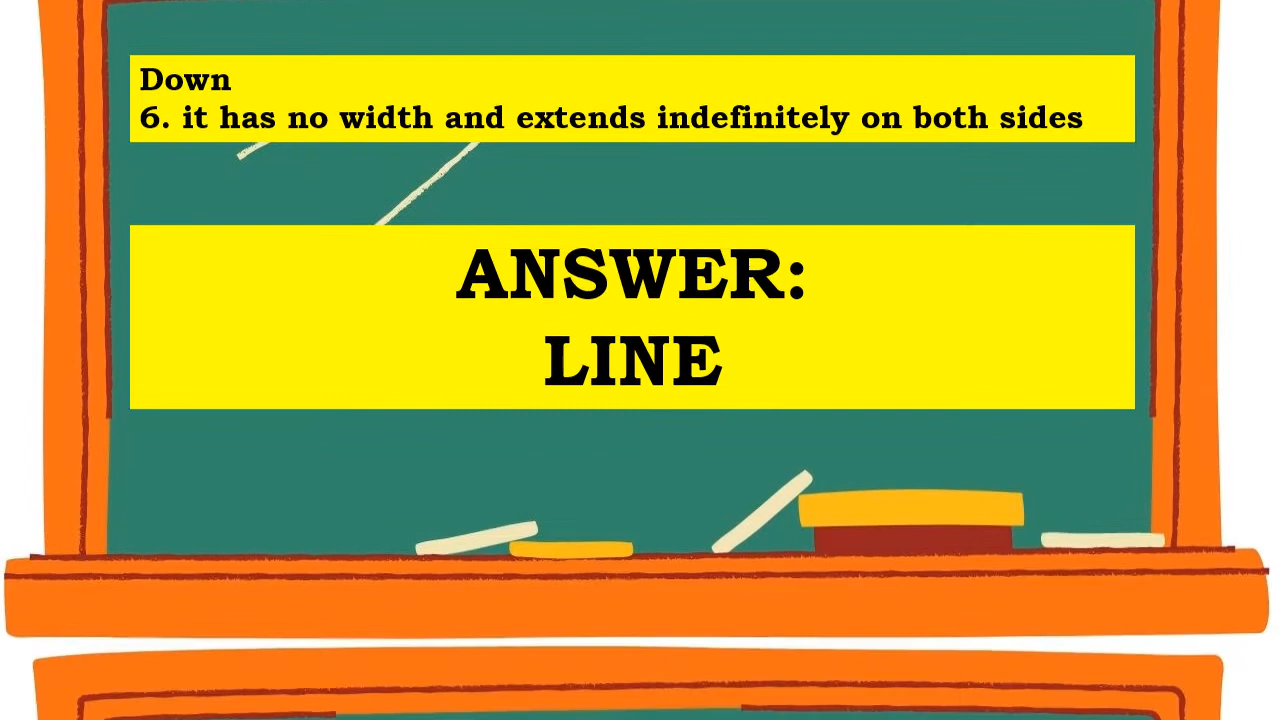 Down
6. it has no width and extends indefinitely on both sides
ANSWER:
LINE